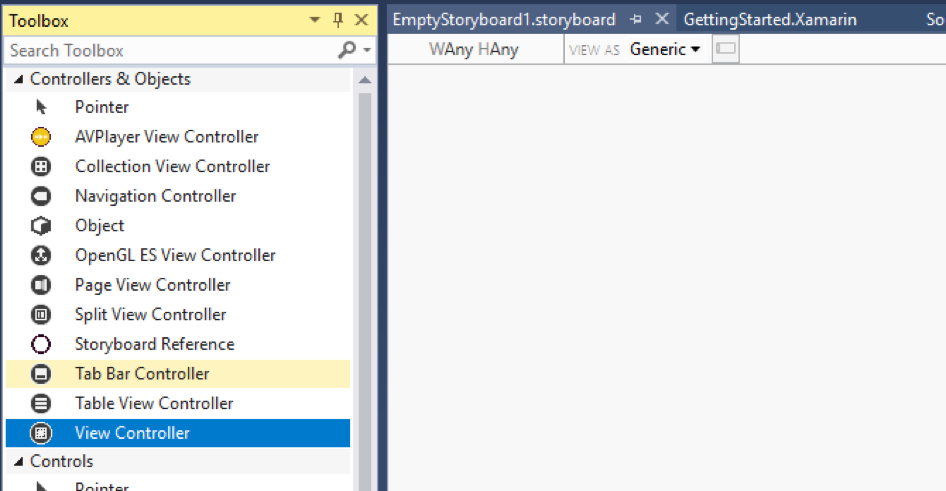 Toolbox
Search Toolbox
Controllers & Objects
Pointer
AVPlayer View Controller
Collection View Controller
Navigation Controller
Object
OpenGL ES View Controller
Page View Controller
Split View Controller
Storyboard Reference
Tab Bar Controller
Table View Controller
View Controller
Controls
Pointer
EmptyStoryboard1.storyboard GettingStarted.Xamarin So
WAny HAny VIEW AS Generic